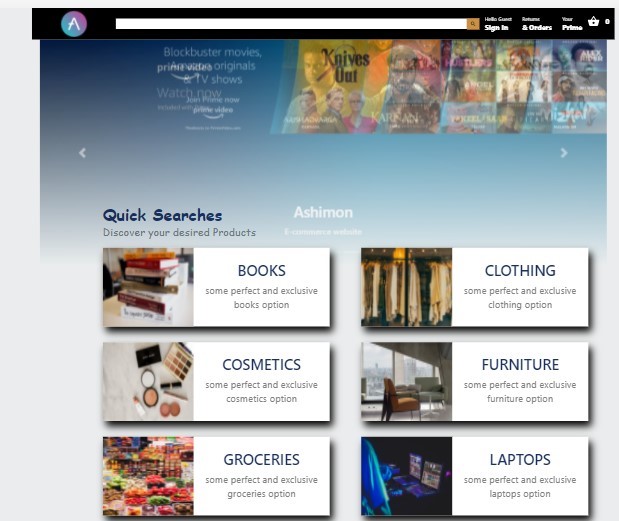 Hello Guest
Sign In
Returns
& Orders
Your
Prime
0
Blockbuster movies,
Amazon originals
prime video
& TV shows
Watch now
Join Prime now
prime video
Knives
Out
HUSTLERS
ANGEL
KARNAN
Ashimon
E-commerce website
Quick Searches
Discover your desired Products
BOOKS
some perfect and exclusive
books option
CLOTHING
some perfect and exclusive
clothing option
COSMETICS
some perfect and exclusive
cosmetics option
FURNITURE
some perfect and exclusive
furniture option
GROCERIES
some perfect and exclusive
groceries option
LAPTOPS
some perfect and exclusive
laptops option